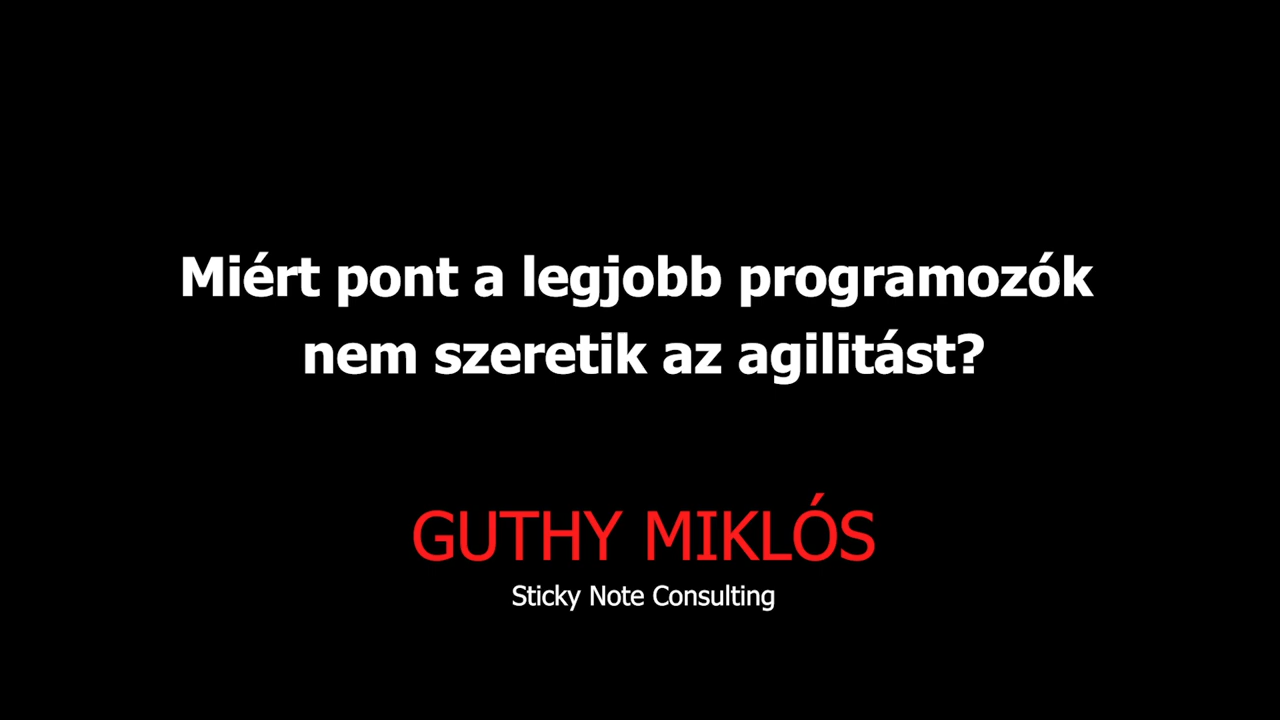 Miért pont a legjobb programozók
nem szeretik az agilitást?
GUTHY MIKLÓS
Sticky Note Consulting